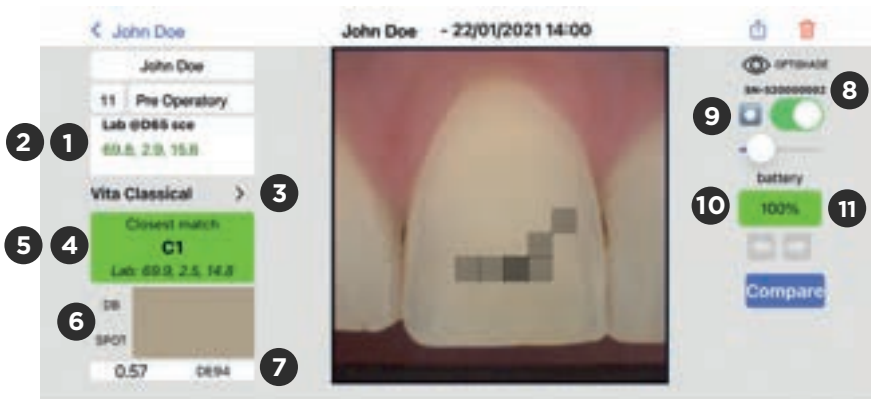 John Doe
John Doe - 22/01/2021 14:00
John Doe
11 Pre Operatory
Lab @D65 sce
69.8, 2.9, 15.8
2 1
Vita Classical >
3
Closest match
C1
Lab: 69.9, 2.5, 14.8
5 4
DB
SPOT
6
0.57 DE94
7
OPTISHADE
SN-520000002
8
9
battery
100%
10 11
Compare